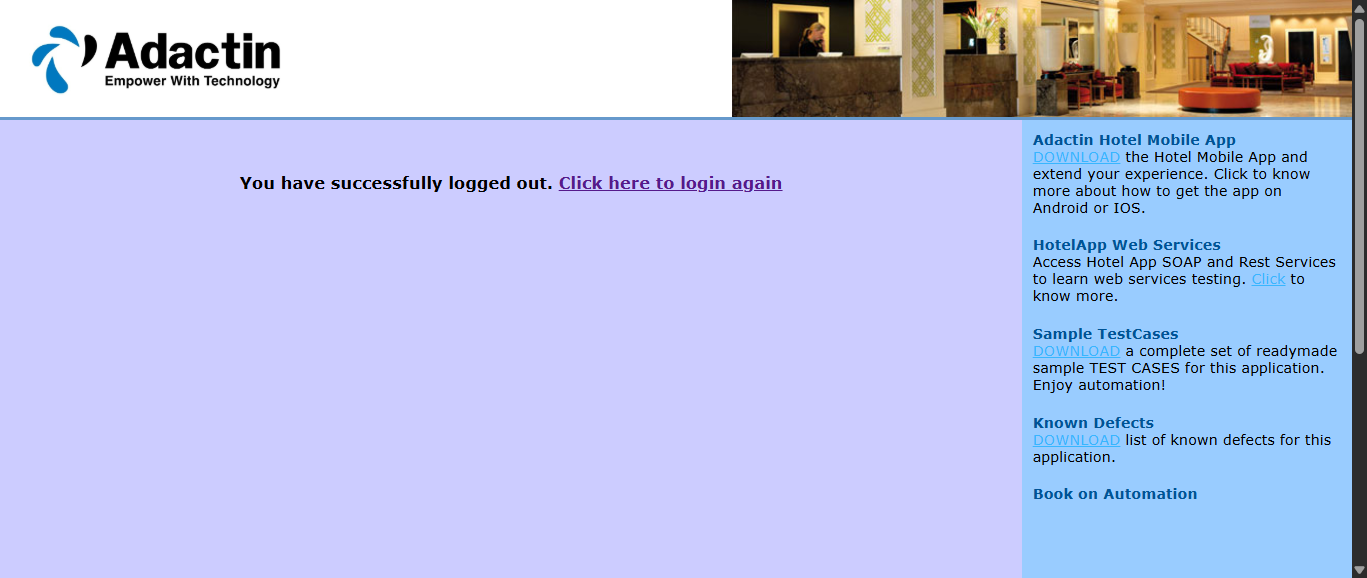 Adactin
Empower With Technology
You have successfully logged out. Click here to login again
Adactin Hotel Mobile App
DOWNLOAD the Hotel Mobile App and
extend your experience. Click to know
more about how to get the app on
Android or IOS.
HotelApp Web Services
Access Hotel App SOAP and Rest Services
to learn web services testing. Click to
know more.
Sample TestCases
DOWNLOAD a complete set of readymade
sample TEST CASES for this application.
Enjoy automation!
Known Defects
DOWNLOAD list of known defects for this
application.
Book on Automation